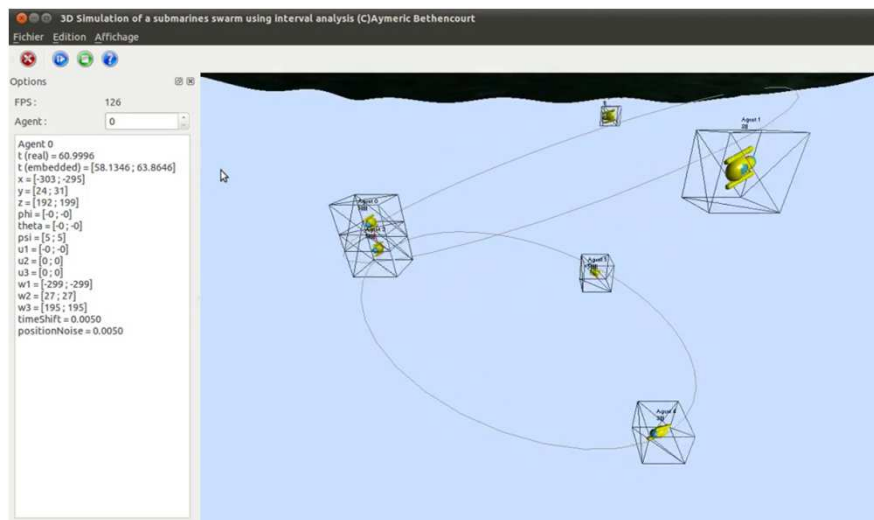 3D Simulation of a submarines swarm using interval analysis (C)Aymeric Bethencourt
Fichier Edition Affichage
Options
FPS : 126
Agent : 0
Agent 0
t (real) = 60.9996
t (embedded) = [58.1346 ; 63.8646]
x = [-303 ; -295]
y = [24 ; 31]
z = [192 ; 199]
phi = [-0 ; -0]
theta = [-0 ; -0]
psi = [5 ; 5]
u1 = [-0 ; -0]
u2 = [0 ; 0]
u3 = [0 ; 0]
w1 = [-299 ; -299]
w2 = [27 ; 27]
w3 = [195 ; 195]
timeShift = 0.0050
positionNoise = 0.0050
Agent 1
Agent 0
Agent
Agent
Agent